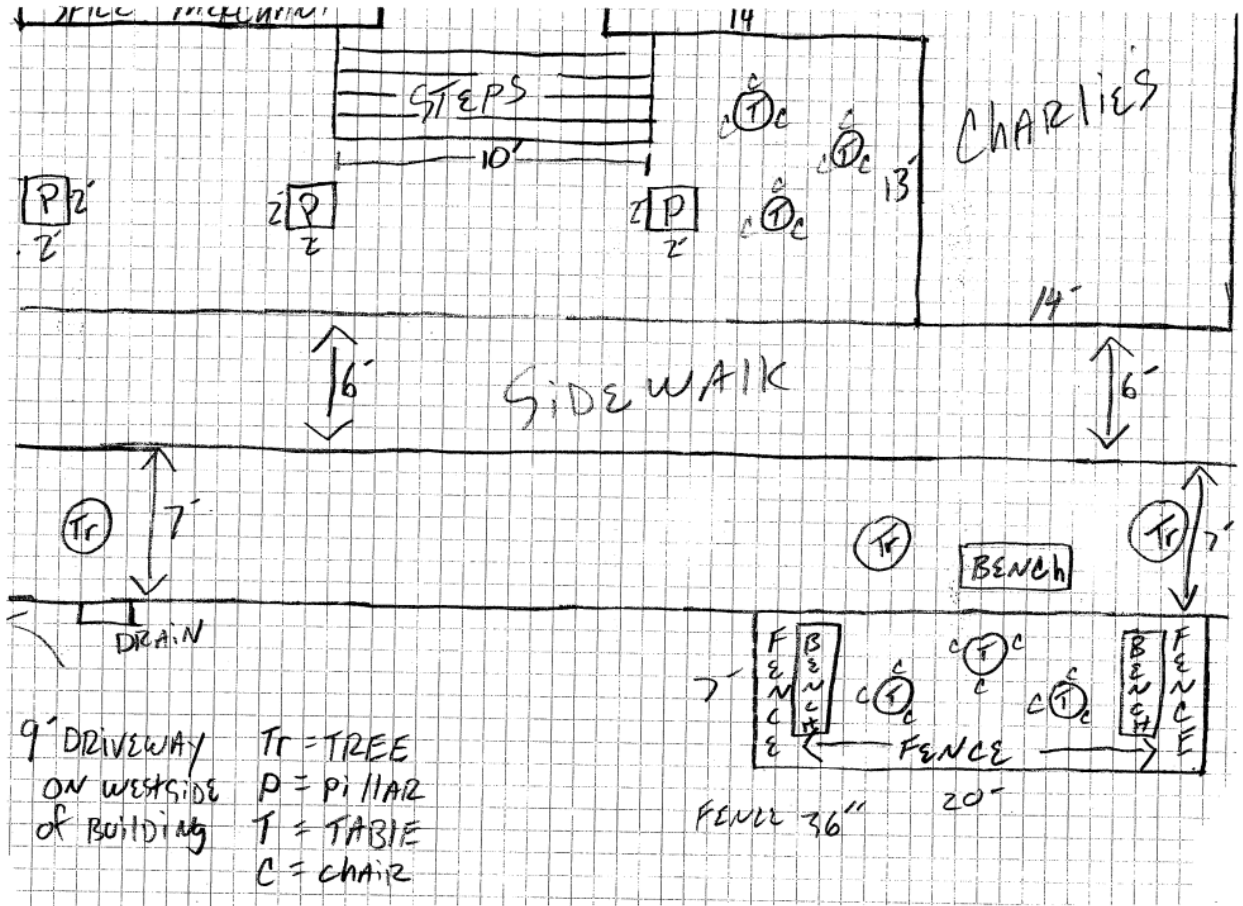 14
STEPS
10'
CHARLiES
13'
P 2'
2'
2' P
2
2' P
2'
T
C
C
C
T
C
C
C
T
C
C
C
14'
6'
SiDEWAlK
6'
7'
Tr
Tr
Tr
7'
BENCh
DRAiN
FENCE
BENCH
C T C
C
C
C T
C
C
C T
C
BENCH
FENCE
7'
FENCE
20'
FENCE 36"
9' DRiVEWAY
ON WESTSiDE
of BUilDiNg
Tr = TREE
P = PillAR
T = TABlE
C = ChAiR